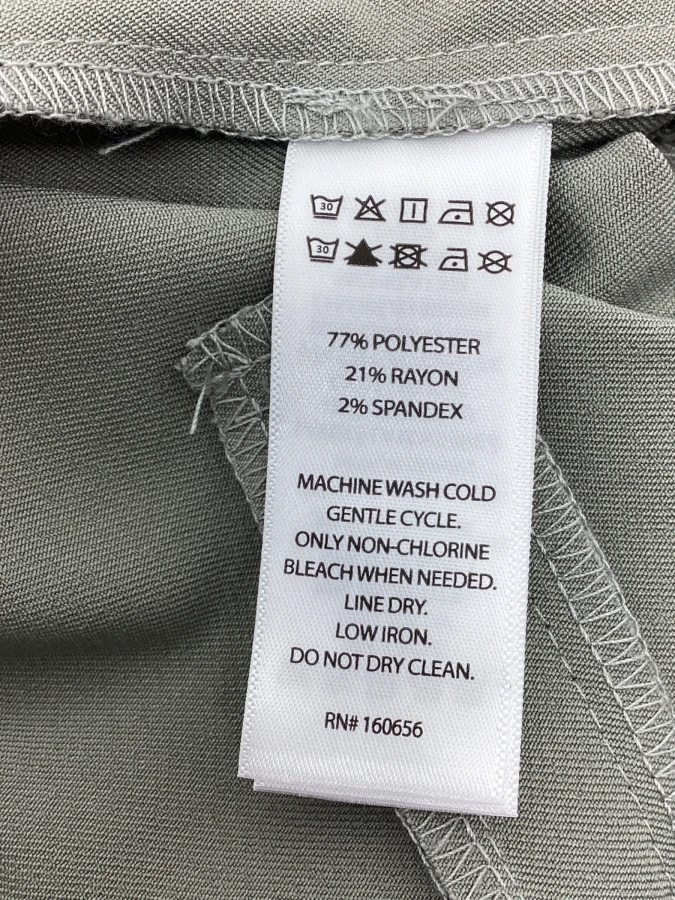 30
30
77% POLYESTER
21% RAYON
2% SPANDEX
MACHINE WASH COLD
GENTLE CYCLE.
ONLY NON-CHLORINE
BLEACH WHEN NEEDED.
LINE DRY.
LOW IRON.
DO NOT DRY CLEAN.
RN# 160656